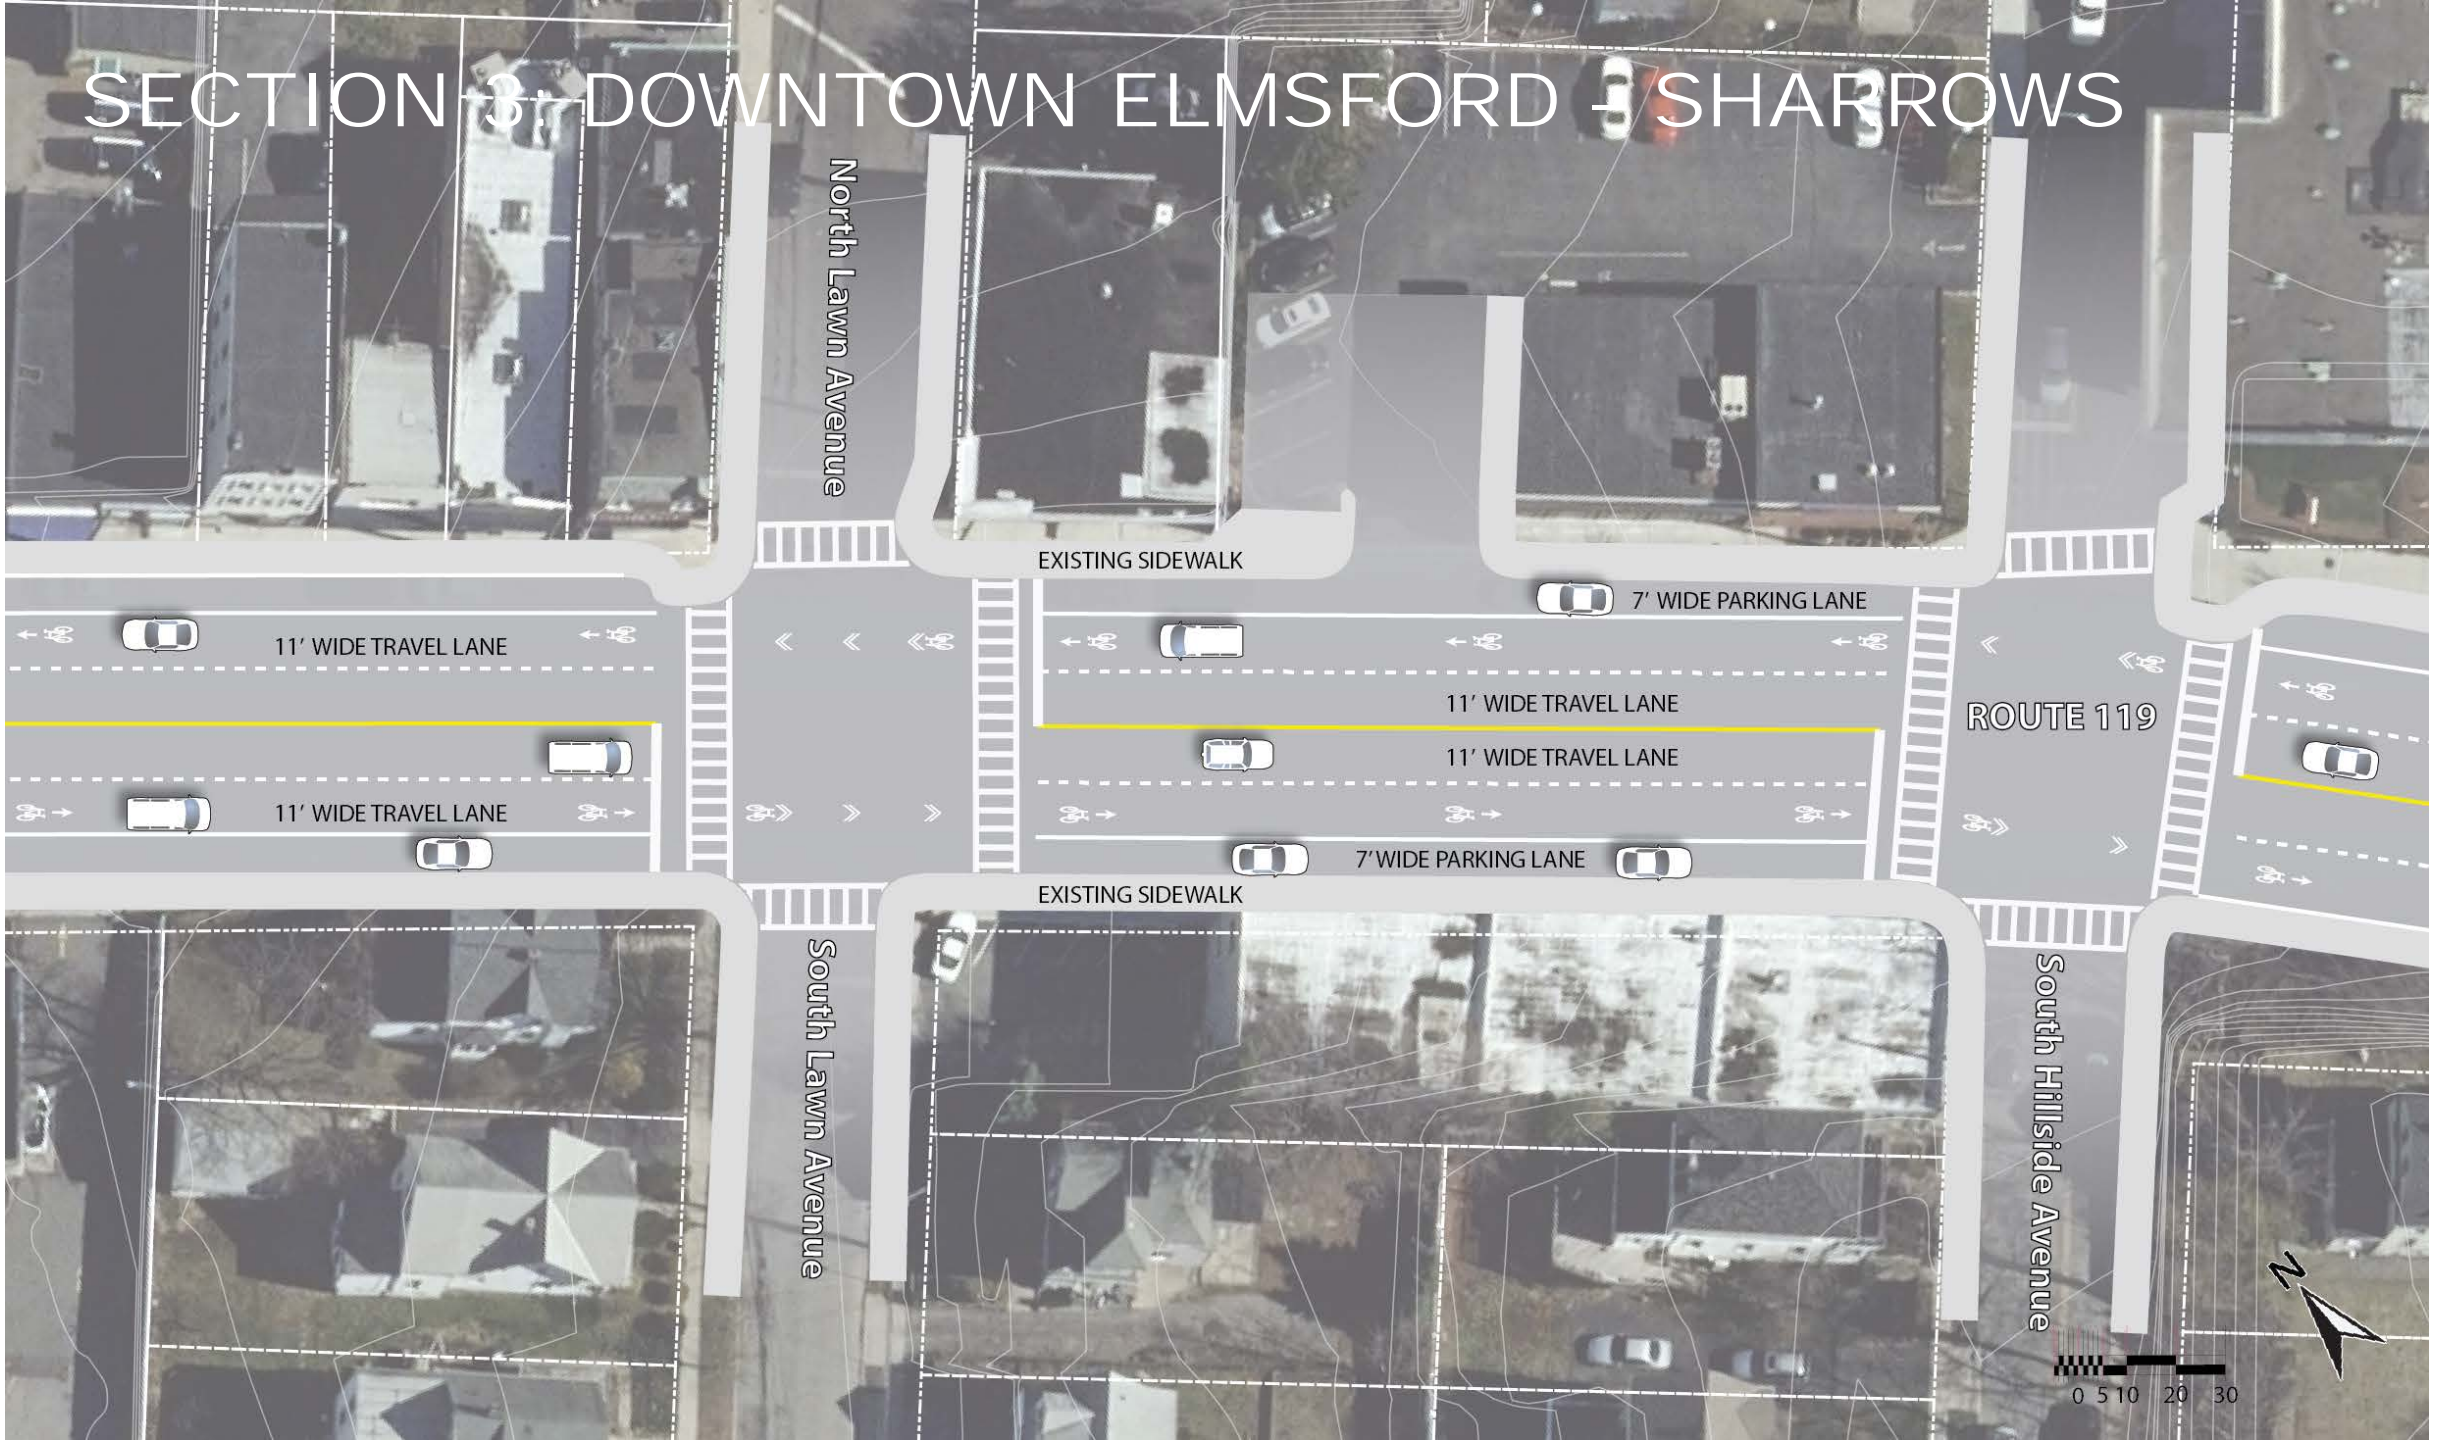 SECTION 3: DOWNTOWN ELMSFORD - SHARROWS
North Lawn Avenue
EXISTING SIDEWALK
7' WIDE PARKING LANE
11' WIDE TRAVEL LANE
11' WIDE TRAVEL LANE
ROUTE 119
11' WIDE TRAVEL LANE
11' WIDE TRAVEL LANE
7' WIDE PARKING LANE
EXISTING SIDEWALK
South Lawn Avenue
South Hillside Avenue
N
0 5 10 20 30